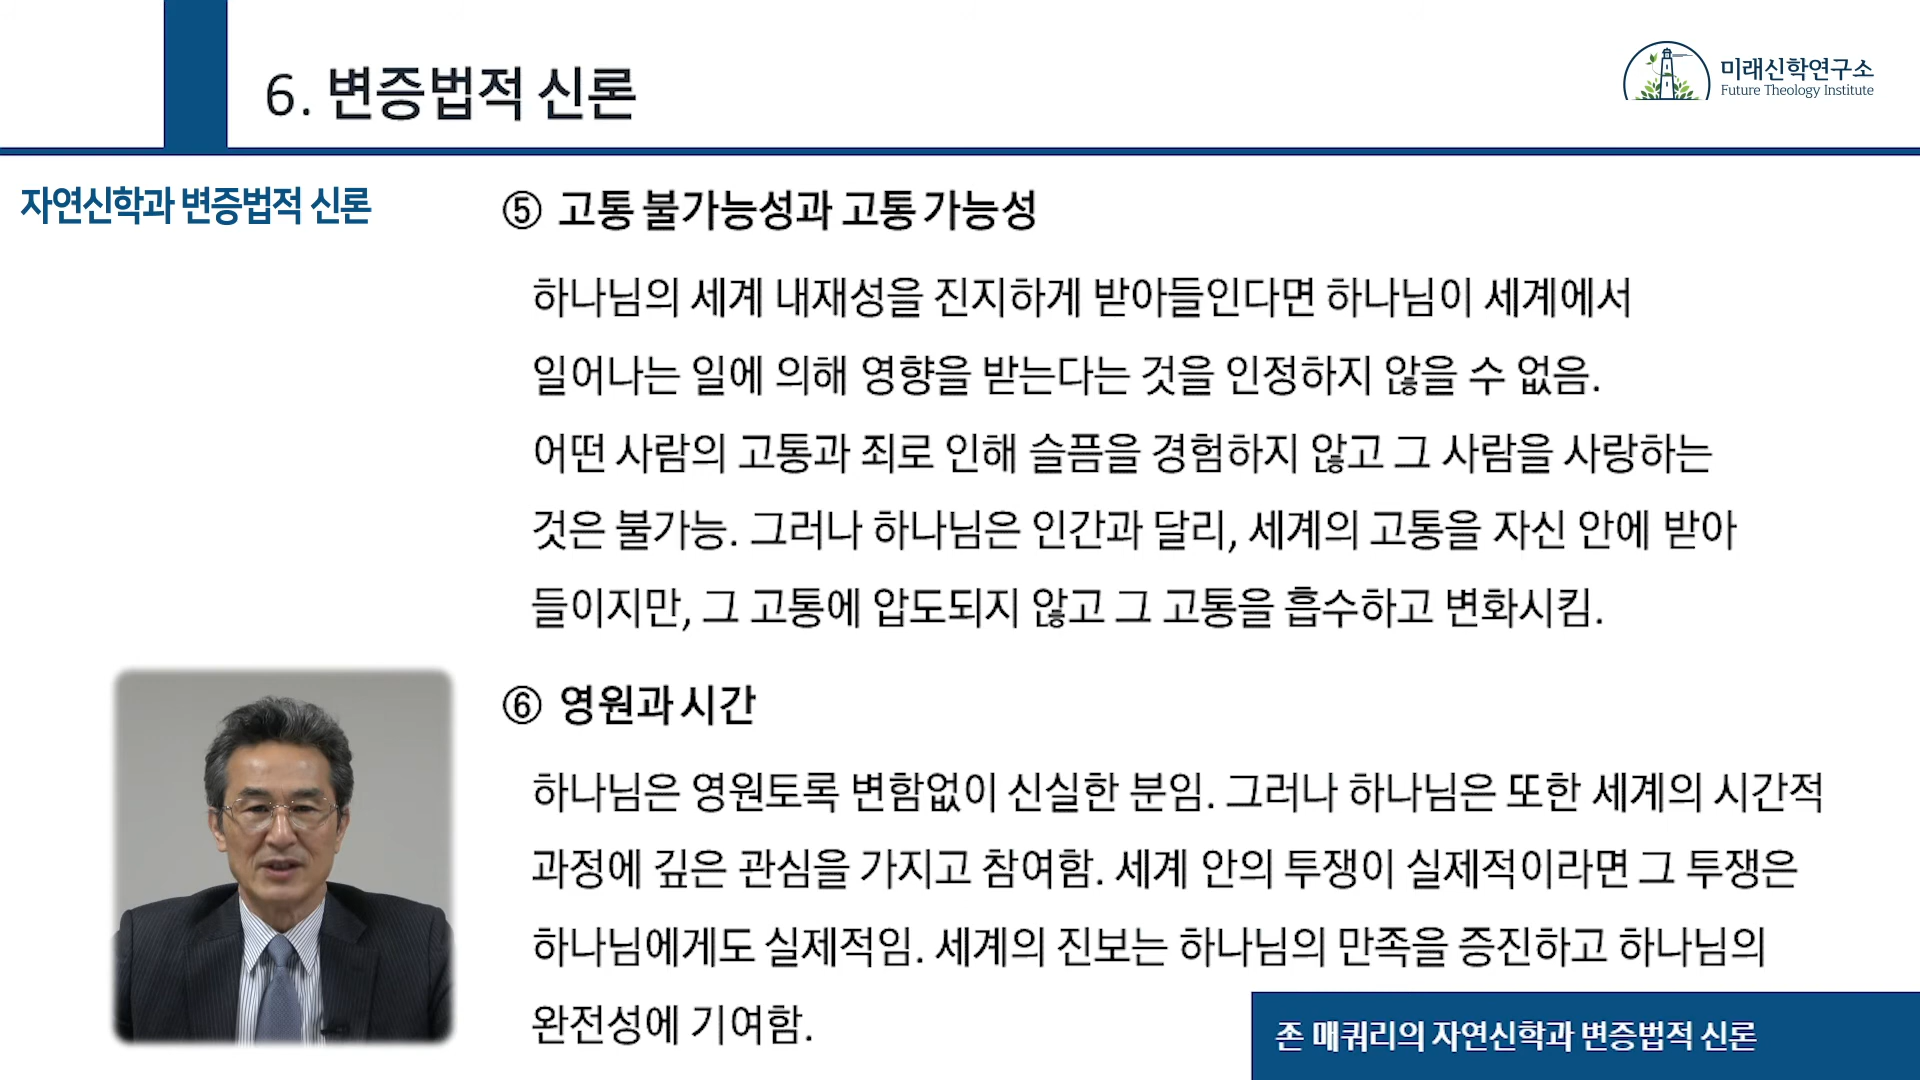 6. 변증법적 신론
미래신학연구소
Future Theology Institute
자연신학과 변증법적 신론
⑤ 고통 불가능성과 고통 가능성
하나님의 세계 내재성을 진지하게 받아들인다면 하나님이 세계에서
일어나는 일에 의해 영향을 받는다는 것을 인정하지 않을 수 없음.
어떤 사람의 고통과 죄로 인해 슬픔을 경험하지 않고 그 사람을 사랑하는
것은 불가능. 그러나 하나님은 인간과 달리, 세계의 고통을 자신 안에 받아
들이지만, 그 고통에 압도되지 않고 그 고통을 흡수하고 변화시킴.
⑥ 영원과 시간
하나님은 영원토록 변함없이 신실한 분임. 그러나 하나님은 또한 세계의 시간적
과정에 깊은 관심을 가지고 참여함. 세계 안의 투쟁이 실제적이라면 그 투쟁은
하나님에게도 실제적임. 세계의 진보는 하나님의 만족을 증진하고 하나님의
완전성에 기여함.
존 매쿼리의 자연신학과 변증법적 신론